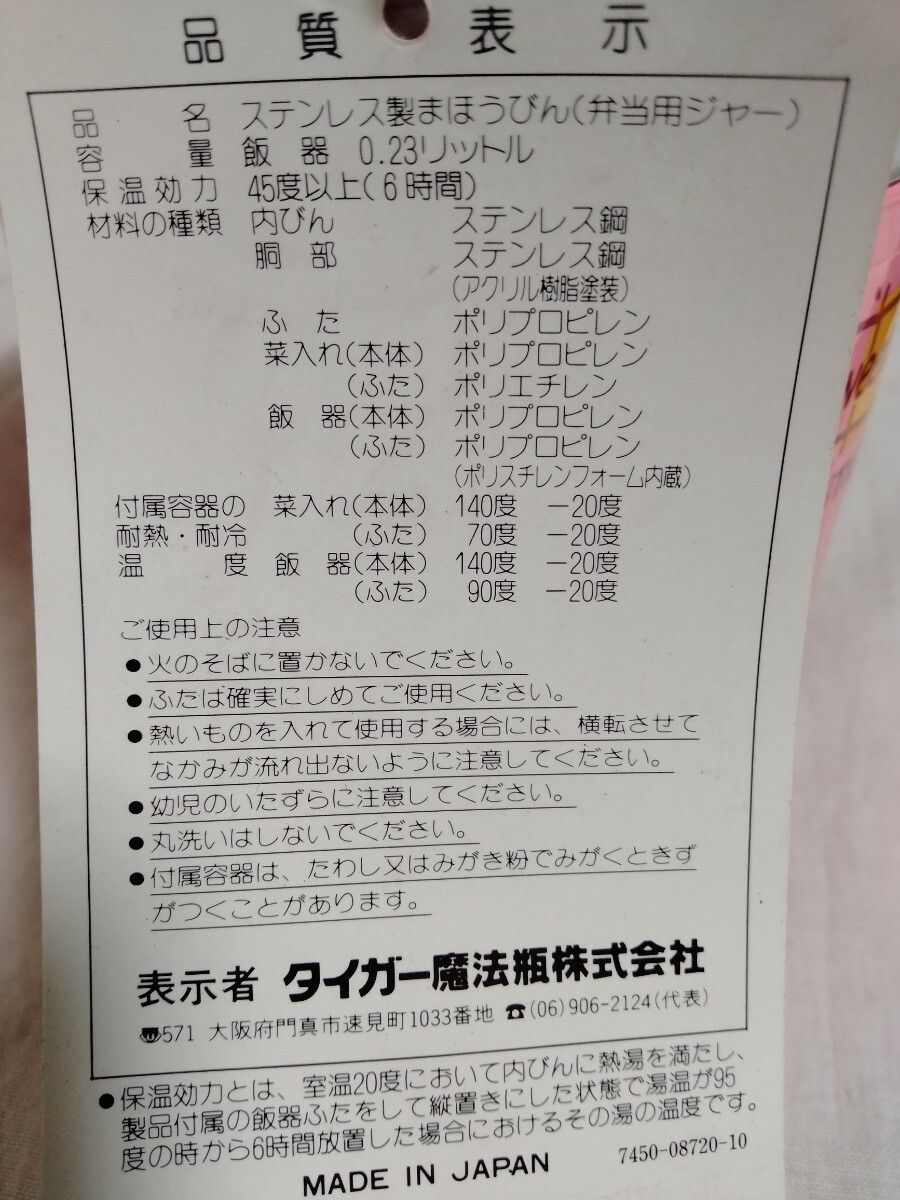 品質表示
品名 ステンレス製まほうびん(弁当用ジャー)
容量 飯器 0.23リットル
保温効力 45度以上(6時間)
材料の種類 内びん ステンレス鋼
胴部 ステンレス鋼
(アクリル樹脂塗装)
ふた ポリプロピレン
菜入れ(本体) ポリプロピレン
(ふた) ポリエチレン
飯器(本体) ポリプロピレン
(ふた) ポリプロピレン
(ポリスチレンフォーム内蔵)
付属容器の 菜入れ(本体) 140度 −20度
耐熱・耐冷 (ふた) 70度 −20度
温度 飯器(本体) 140度 −20度
(ふた) 90度 −20度
ご使用上の注意
●火のそばに置かないでください。
●ふたは確実にしめてご使用ください。
●熱いものを入れて使用する場合には、横転させて
なかみが流れ出ないように注意してください。
●幼児のいたずらに注意してください。
●丸洗いはしないでください。
●付属容器は、たわし又はみがき粉でみがくときず
がつくことがあります。
表示者 タイガー魔法瓶株式会社
〠571 大阪府門真市速見町1033番地 ☎(06)906-2124(代表)
●保温効力とは、室温20度において内びんに熱湯を満たし、
製品付属の飯器ふたをして縦置きにした状態で湯温が95
度の時から6時間放置した場合におけるその湯の温度です。
MADE IN JAPAN 7450-08720-10